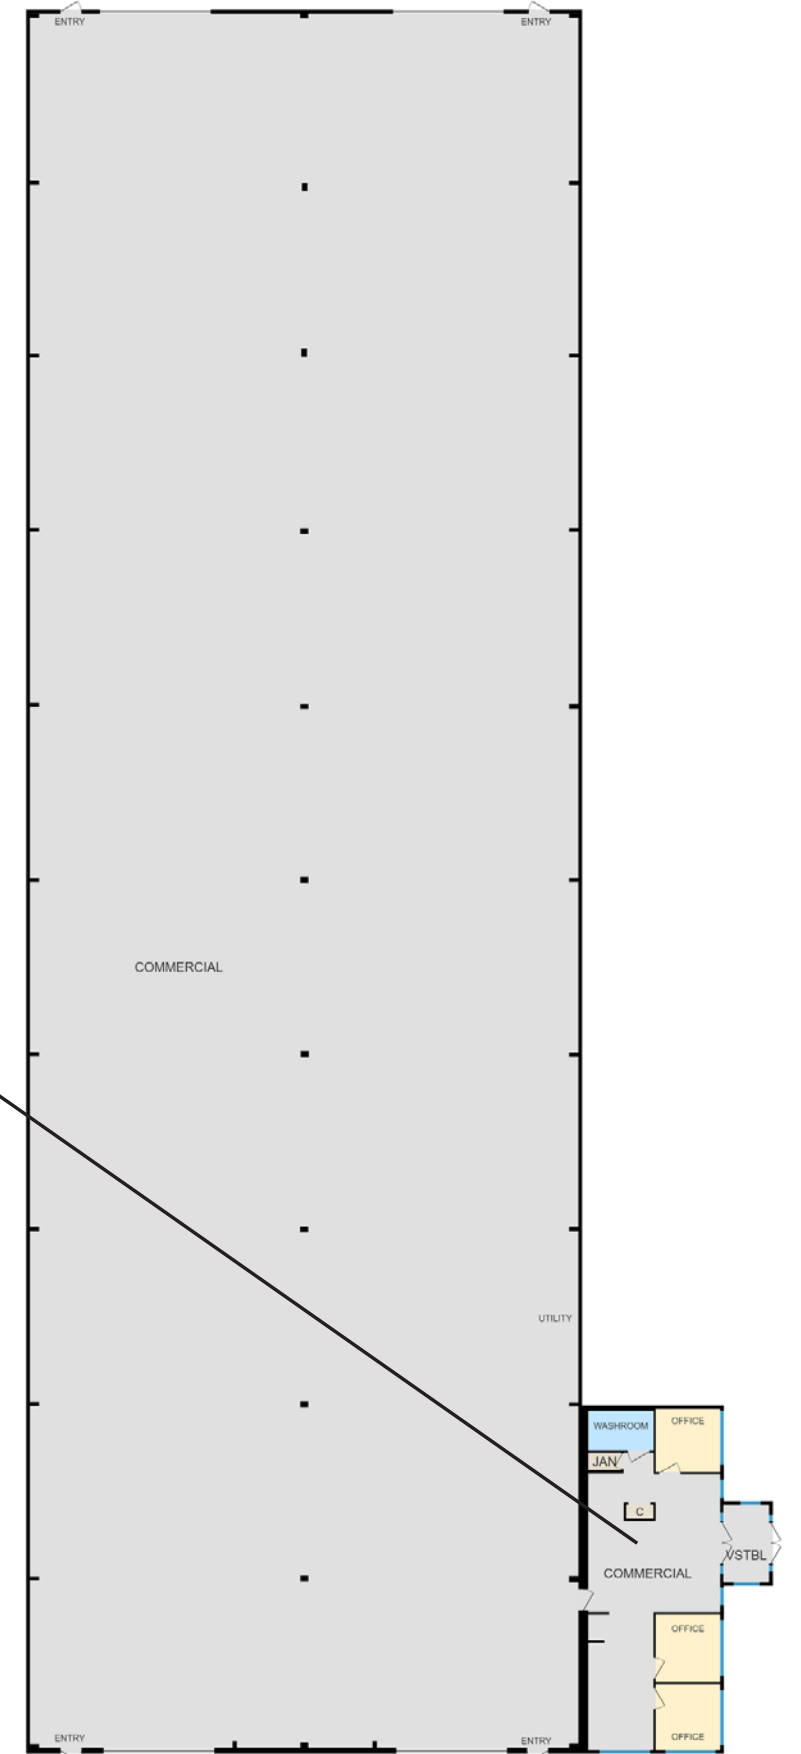 ENTRY ENTRY
COMMERCIAL
UTILITY
WASHROOM OFFICE
JAN
C
VSTBL
COMMERCIAL
OFFICE
OFFICE
ENTRY ENTRY